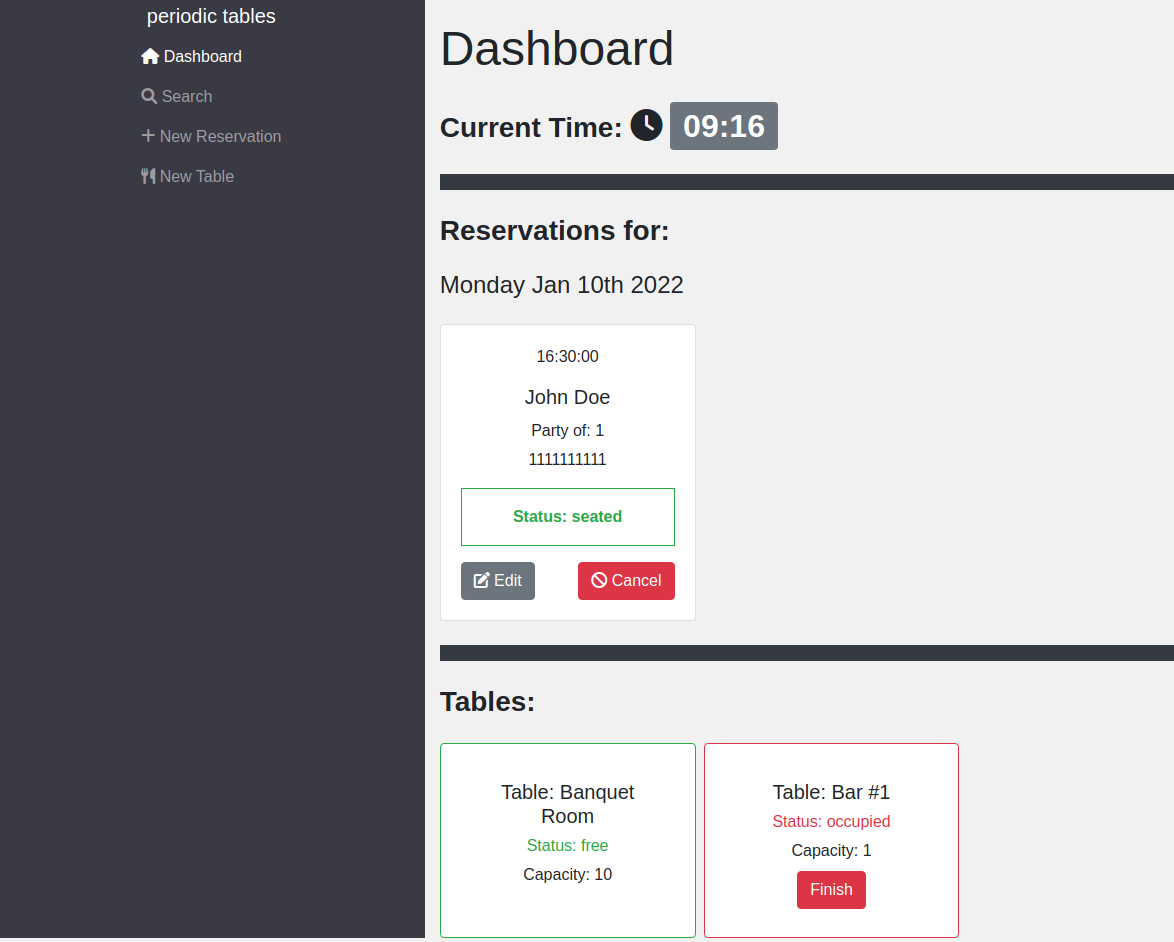 periodic tables
Dashboard
Search
New Reservation
New Table
Dashboard
Current Time: 09:16
Reservations for:
Monday Jan 10th 2022
16:30:00
John Doe
Party of: 1
1111111111
Status: seated
Edit
Cancel
Tables:
Table: Banquet
Room
Status: free
Capacity: 10
Table: Bar #1
Status: occupied
Capacity: 1
Finish